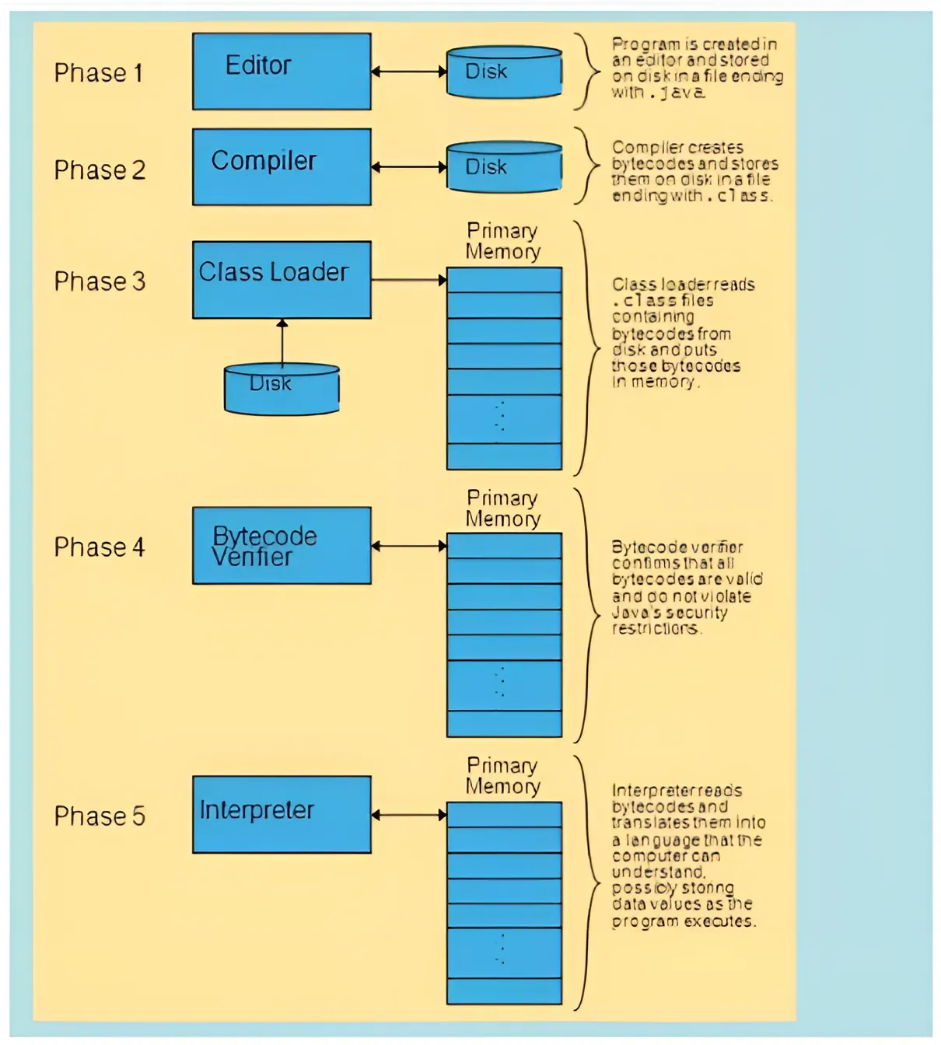 Phase 1
Editor
Disk
Program is created in
an editor and stored
on disk in a file ending
with .java.
Phase 2
Compiler
Disk
Compiler creates
bytecodes and stores
them on disk in a file
ending with .class.
Phase 3
Class Loader
Disk
Primary
Memory
Class loader reads
.class files
containing
bytecodes from
disk and puts
those bytecodes
in memory.
Phase 4
Bytecode
Verifier
Primary
Memory
Bytecode verifier
confirms that all
bytecodes are valid
and do not violate
Java's security
restrictions.
Phase 5
Interpreter
Primary
Memory
Interpreter reads
bytecodes and
translates them into
a language that the
computer can
understand,
possibly storing
data values as the
program executes.